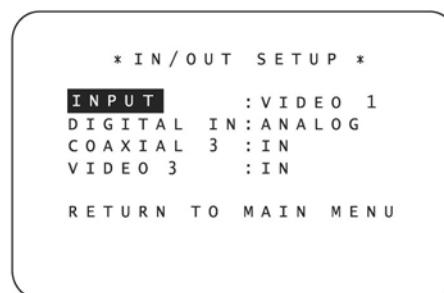 * IN/OUT SETUP *
INPUT :VIDEO 1
DIGITAL IN:ANALOG
COAXIAL 3 :IN
VIDEO 3 :IN
RETURN TO MAIN MENU